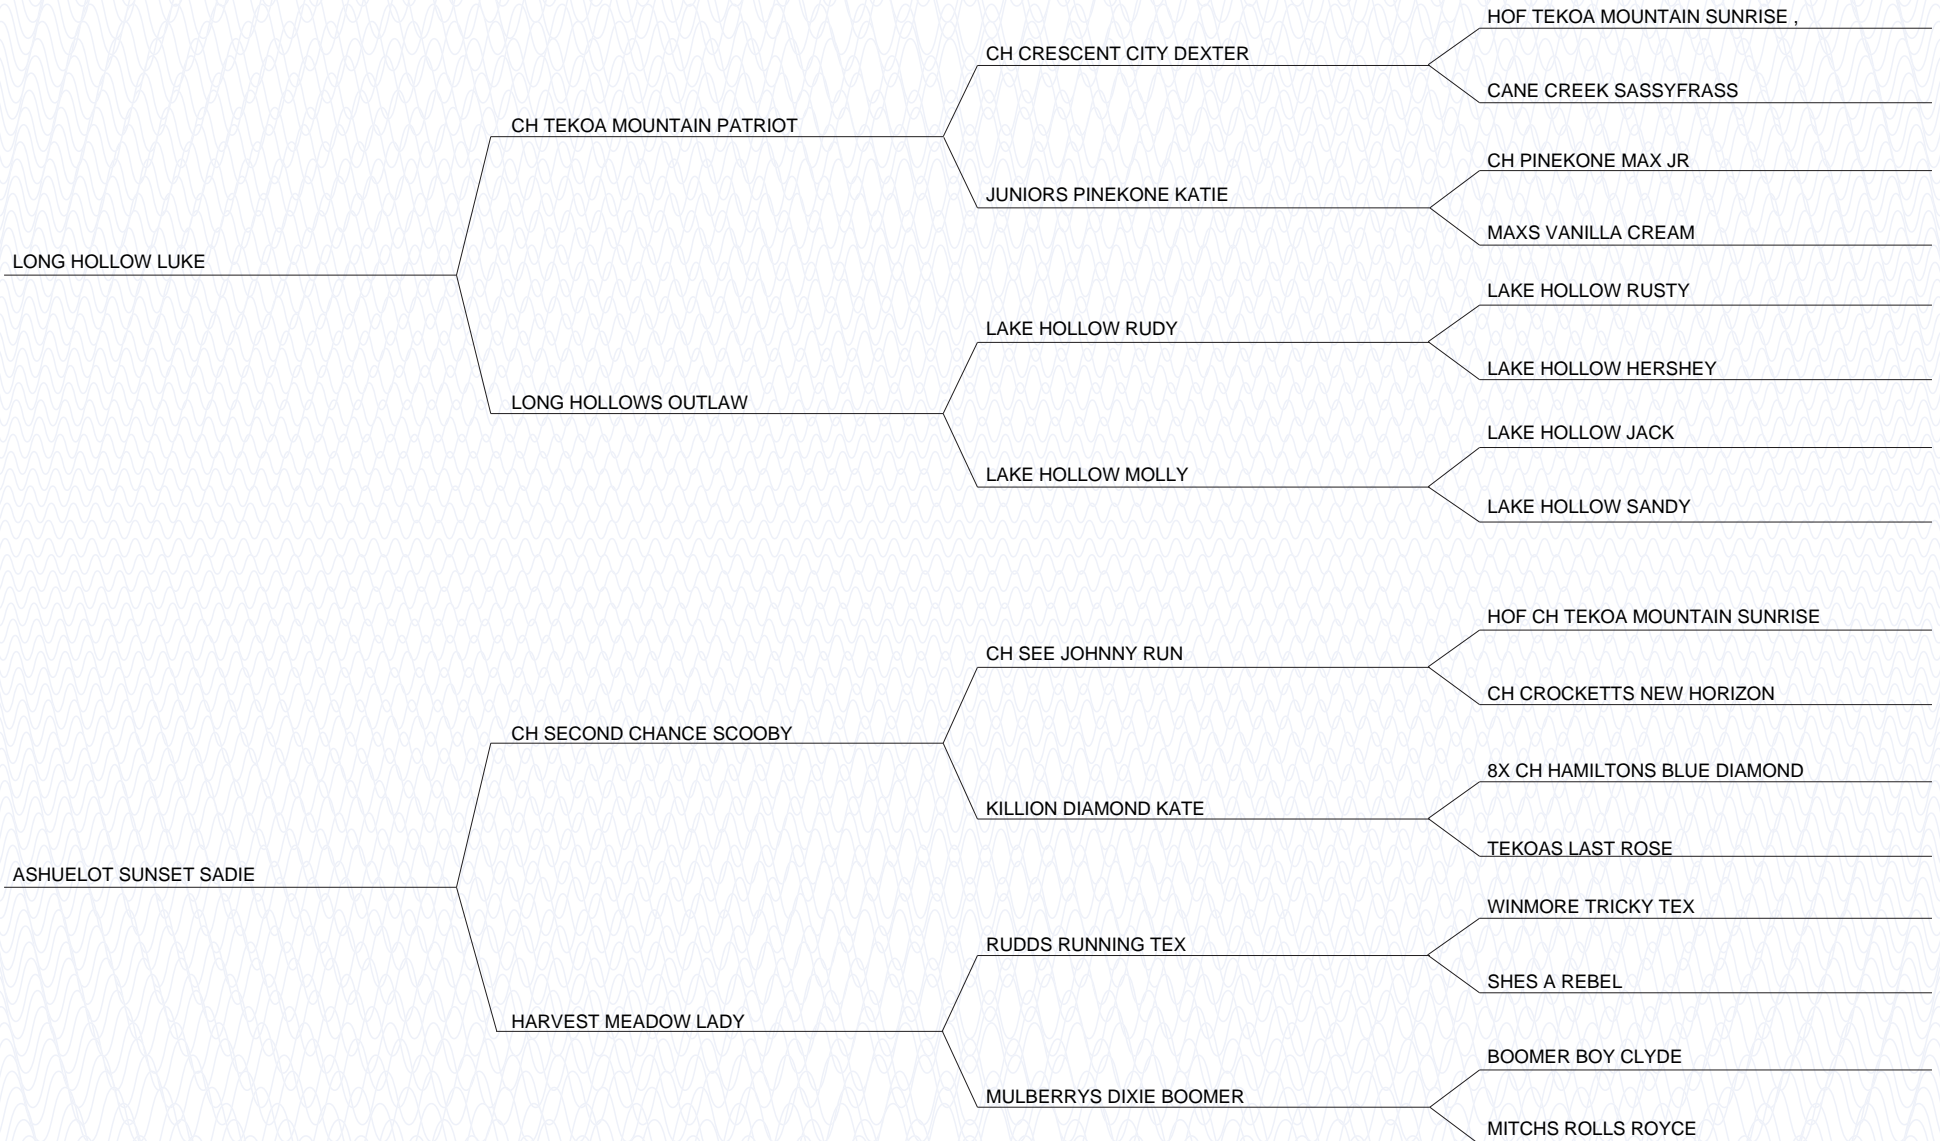 HOF TEKOA MOUNTAIN SUNRISE ,
CH CRESCENT CITY DEXTER
CANE CREEK SASSYFRASS
CH TEKOA MOUNTAIN PATRIOT
CH PINEKONE MAX JR
JUNIORS PINEKONE KATIE
MAXS VANILLA CREAM
LONG HOLLOW LUKE
LAKE HOLLOW RUSTY
LAKE HOLLOW RUDY
LAKE HOLLOW HERSHEY
LONG HOLLOWS OUTLAW
LAKE HOLLOW JACK
LAKE HOLLOW MOLLY
LAKE HOLLOW SANDY
HOF CH TEKOA MOUNTAIN SUNRISE
CH SEE JOHNNY RUN
CH CROCKETTS NEW HORIZON
CH SECOND CHANCE SCOOBY
8X CH HAMILTONS BLUE DIAMOND
KILLION DIAMOND KATE
TEKOAS LAST ROSE
ASHUELOT SUNSET SADIE
WINMORE TRICKY TEX
RUDDS RUNNING TEX
SHES A REBEL
HARVEST MEADOW LADY
BOOMER BOY CLYDE
MULBERRYS DIXIE BOOMER
MITCHS ROLLS ROYCE